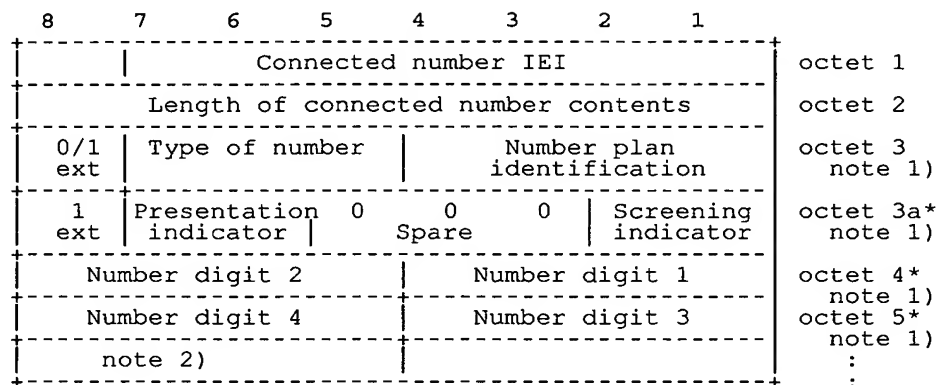 8 7 6 5 4 3 2 1
Connected number IEI octet 1
Length of connected number contents octet 2
0/1 Type of number Number plan octet 3
ext identification note 1)
1 Presentation 0 0 0 Screening octet 3a*
ext indicator Spare indicator note 1)
Number digit 2 Number digit 1 octet 4*
note 1)
Number digit 4 Number digit 3 octet 5*
note 1)
note 2) :